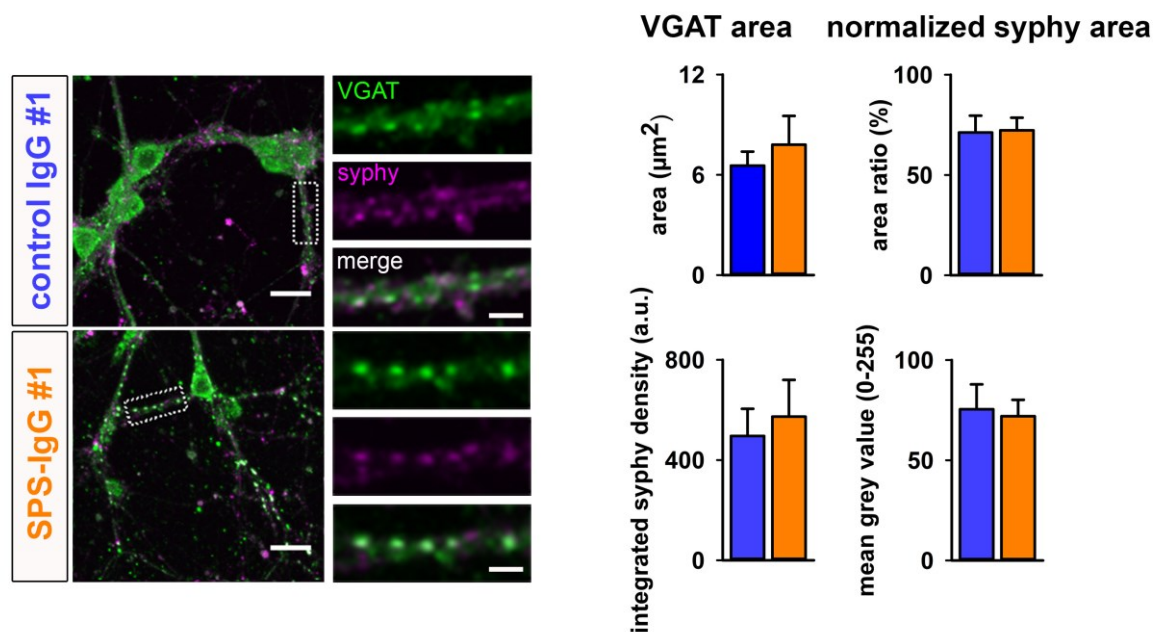 control IgG #1
SPS-IgG #1
VGAT
syphy
merge
VGAT area
area (µm²)
12
6
0
normalized syphy area
area ratio (%)
100
50
0
integrated syphy density (a.u.)
800
400
0
mean grey value (0-255)
100
50
0